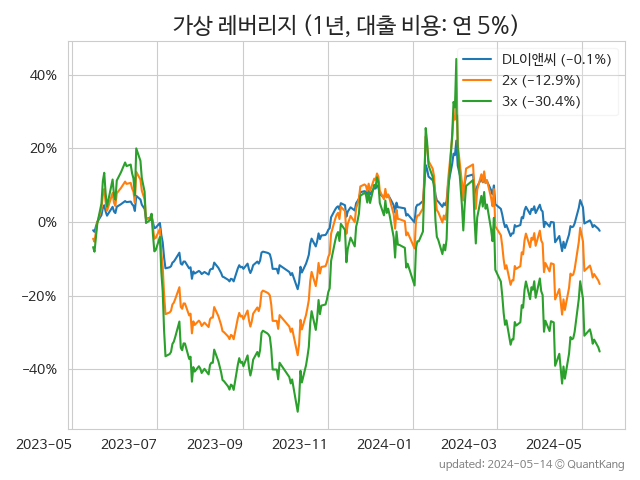 가상 레버리지 (1년, 대출 비용: 연 5%)
DL이앤씨 (−0.1%)
2x (−12.9%)
3x (−30.4%)
40%
20%
0%
−20%
−40%
2023−05 2023−07 2023−09 2023−11 2024−01 2024−03 2024−05
updated: 2024−05−14 © QuantKang